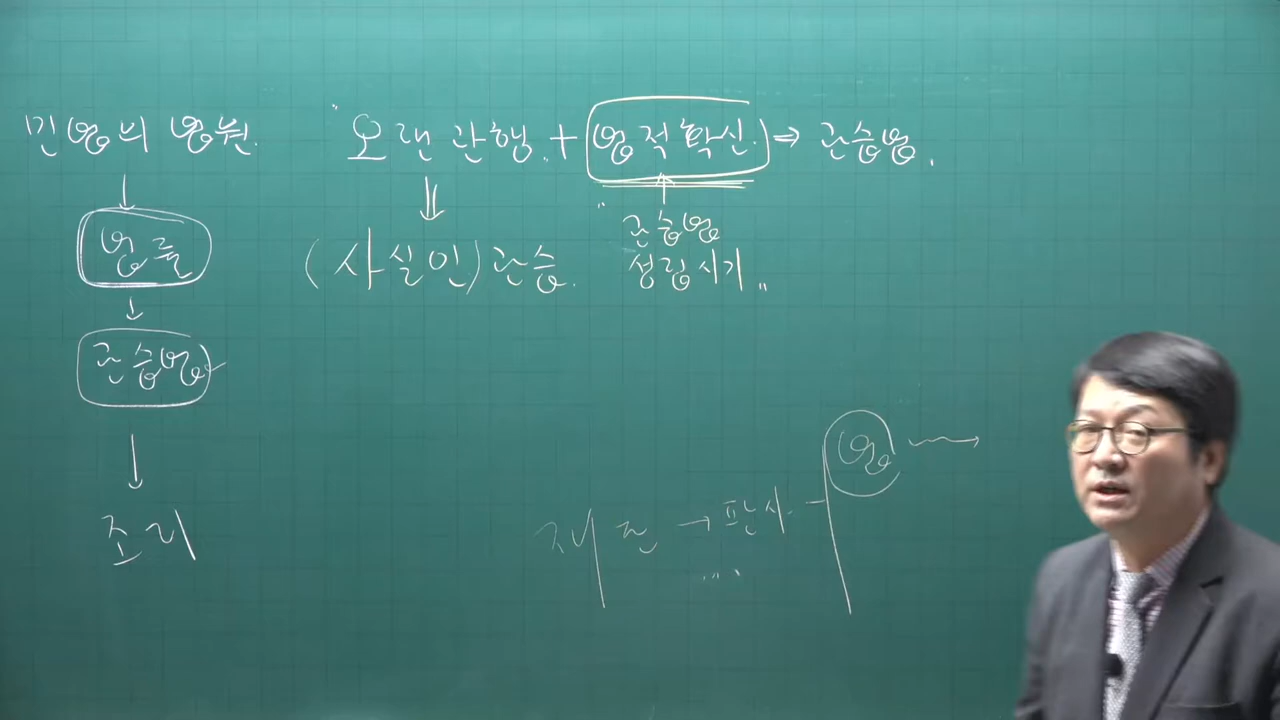 민법의 법원.
↓
법률
↓
관습법
↓
조리
"오랜 관행" + 법적확신 ⇒ 관습법.
⇓
(사실인) 관습.
↑
"관습법
성립시기"
재판 → 판사
법 →